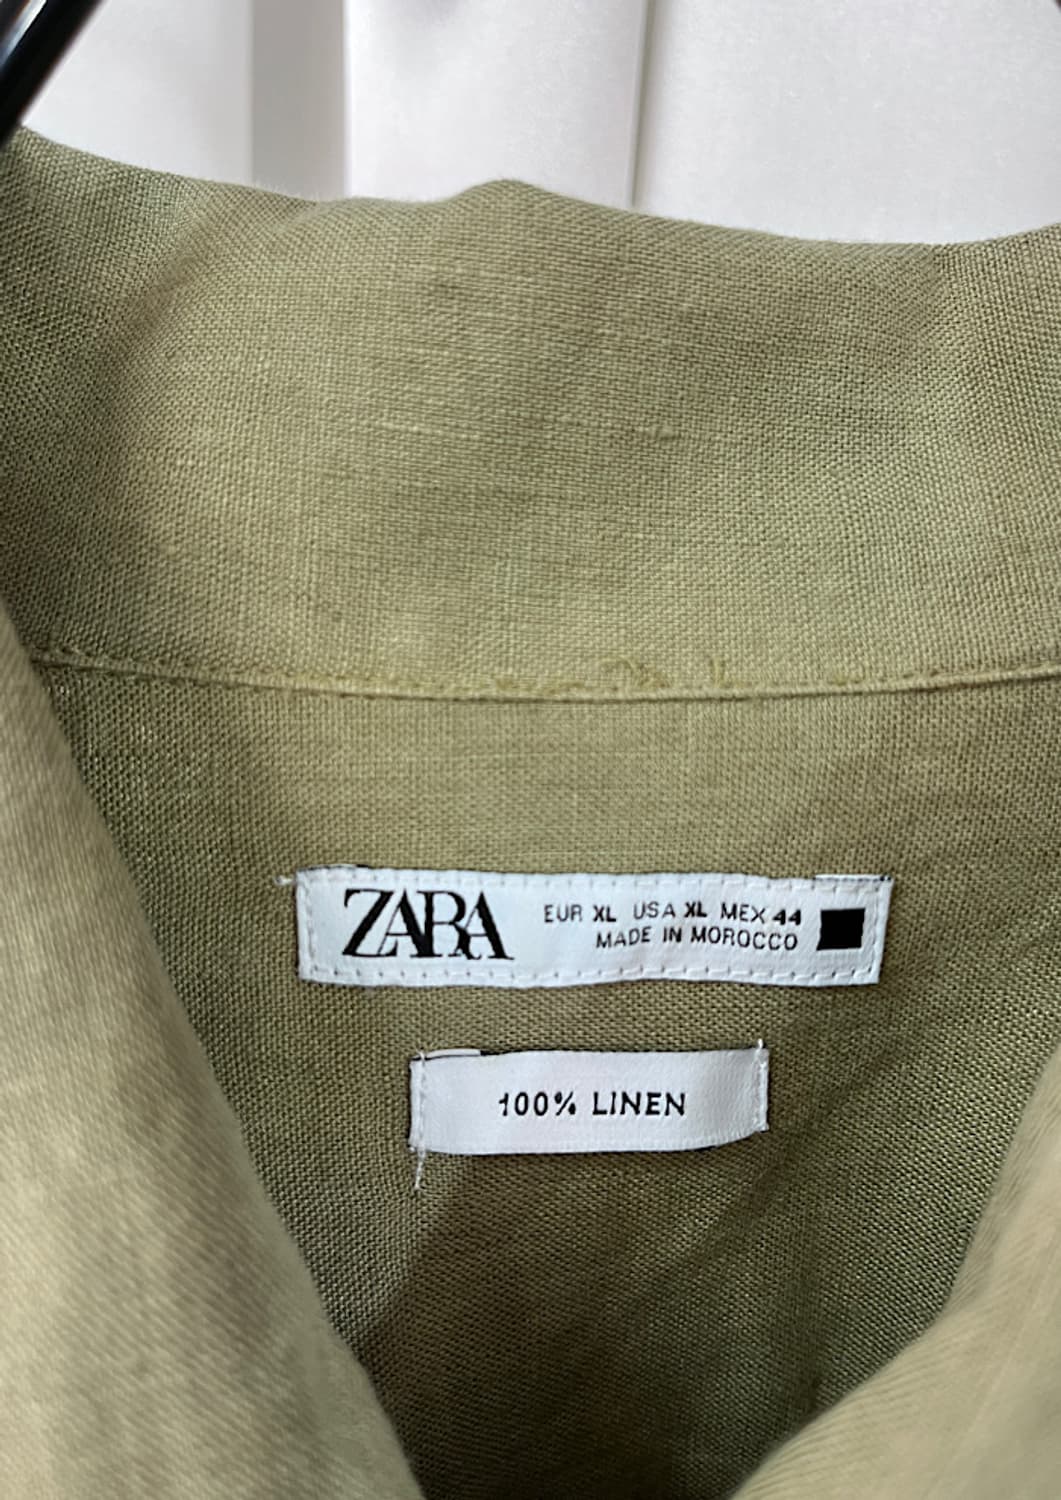 ZARA
EUR XL USA XL MEX 44
MADE IN MOROCCO
100% LINEN